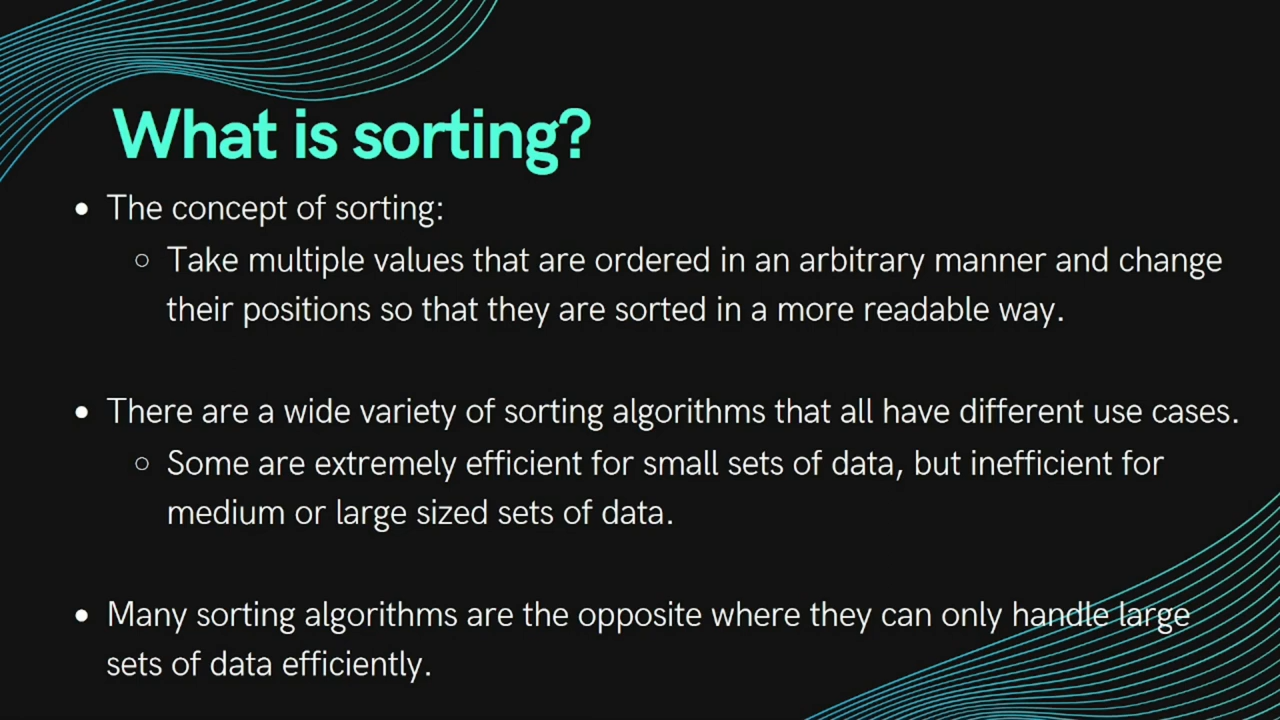 What is sorting?
• The concept of sorting:
○ Take multiple values that are ordered in an arbitrary manner and change
their positions so that they are sorted in a more readable way.
• There are a wide variety of sorting algorithms that all have different use cases.
○ Some are extremely efficient for small sets of data, but inefficient for
medium or large sized sets of data.
• Many sorting algorithms are the opposite where they can only handle large
sets of data efficiently.